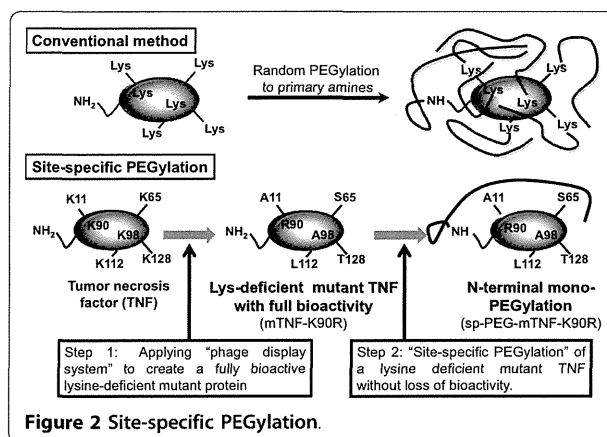 Conventional method
Lys
Lys
Lys
Lys
Lys
Lys
Lys
NH2
Random PEGylation
to primary amines
Lys
Lys
Lys
Lys
Lys
NH
Site-specific PEGylation
K11
K65
K90
K98
NH2
K112
K128
Tumor necrosis
factor (TNF)
A11
S65
R90
A98
NH2
L112
T128
Lys-deficient mutant TNF
with full bioactivity
(mTNF-K90R)
A11
S65
R90
A98
NH
L112
T128
N-terminal mono-
PEGylation
(sp-PEG-mTNF-K90R)
Step 1: Applying "phage display
system" to create a fully bioactive
lysine-deficient mutant protein
Step 2: "Site-specific PEGylation" of
a lysine deficient mutant TNF
without loss of bioactivity.
Figure 2 Site-specific PEGylation.